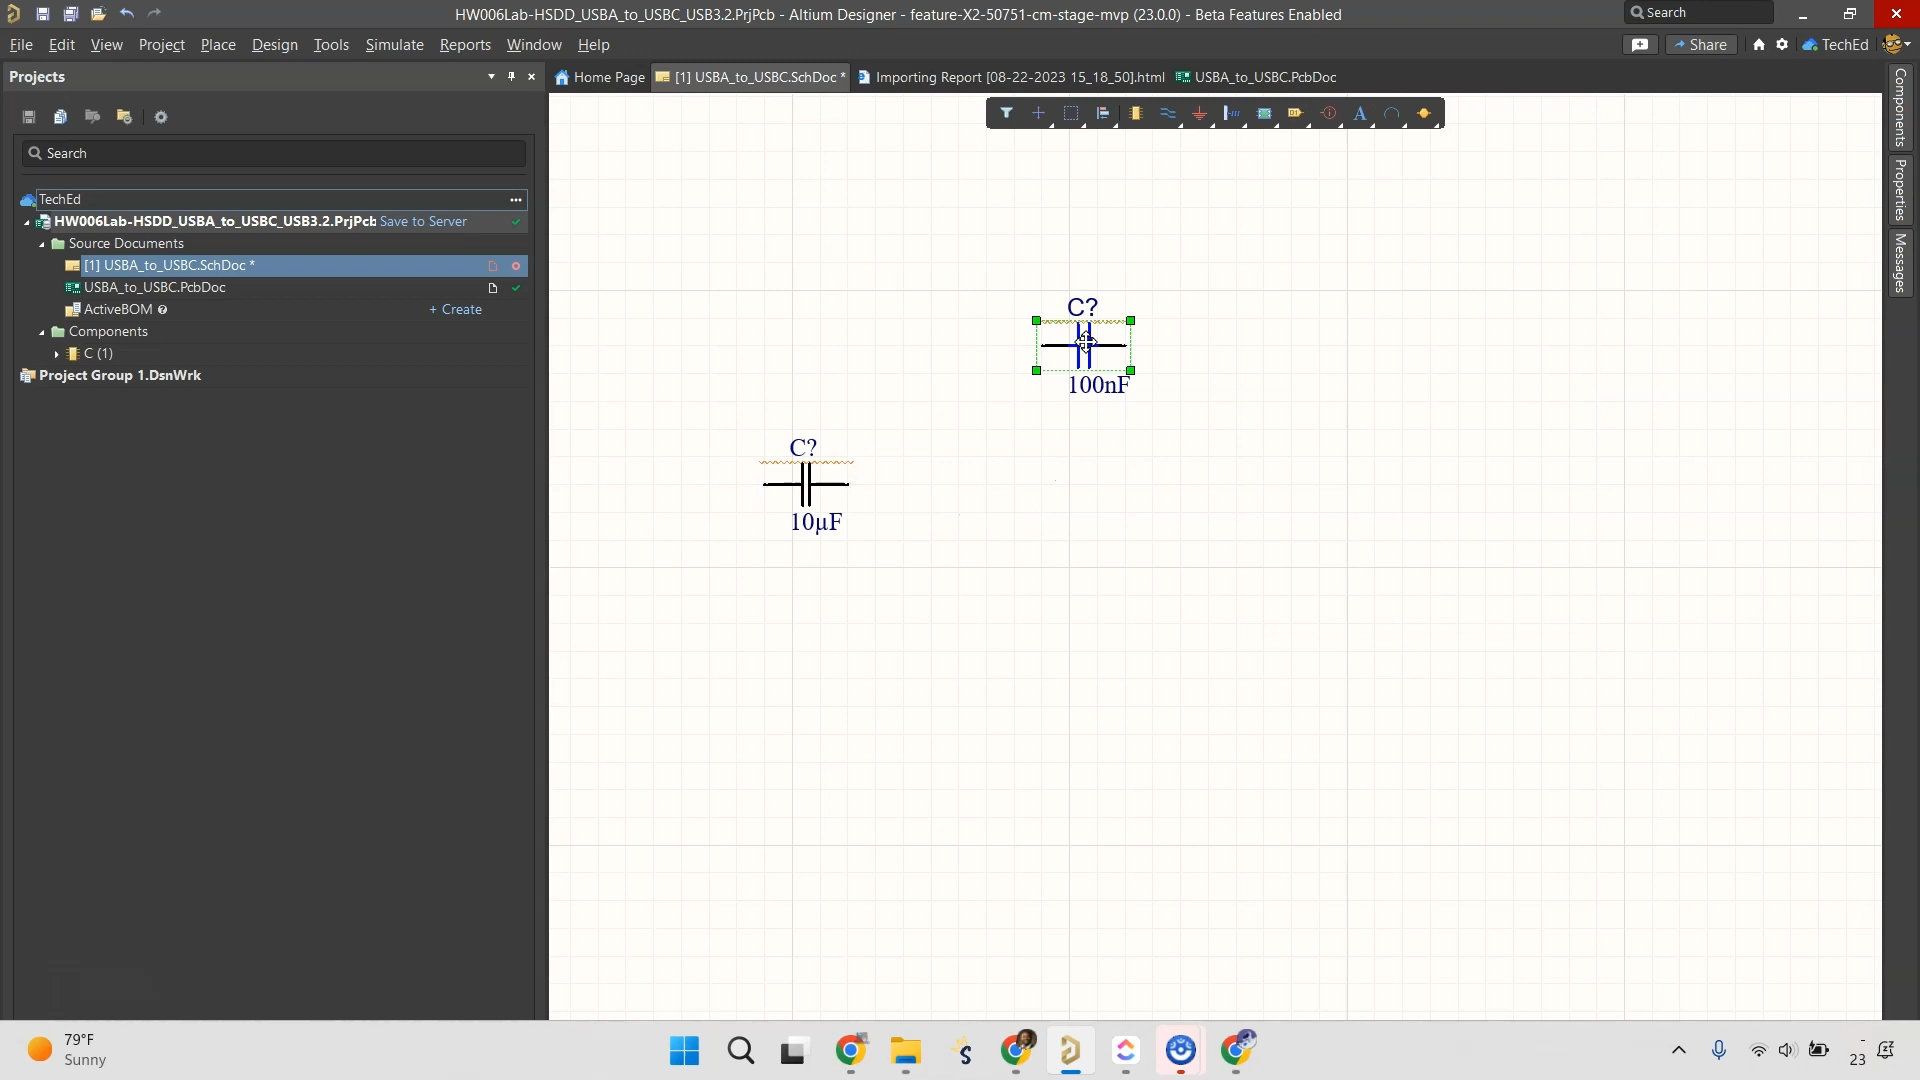 HW006Lab-HSDD_USBA_to_USBC_USB3.2.PrjPcb - Altium Designer - feature-X2-50751-cm-stage-mvp (23.0.0) - Beta Features Enabled
Search
File Edit View Project Place Design Tools Simulate Reports Window Help
Share
TechEd
Projects
Home Page
[1] USBA_to_USBC.SchDoc *
Importing Report [08-22-2023 15_18_50].html
USBA_to_USBC.PcbDoc
Search
TechEd
HW006Lab-HSDD_USBA_to_USBC_USB3.2.PrjPcb Save to Server
Source Documents
[1] USBA_to_USBC.SchDoc *
USBA_to_USBC.PcbDoc
ActiveBOM + Create
Components
C (1)
Project Group 1.DsnWrk
C?
100nF
C?
10µF
Components
Properties
Messages
79°F
Sunny
23